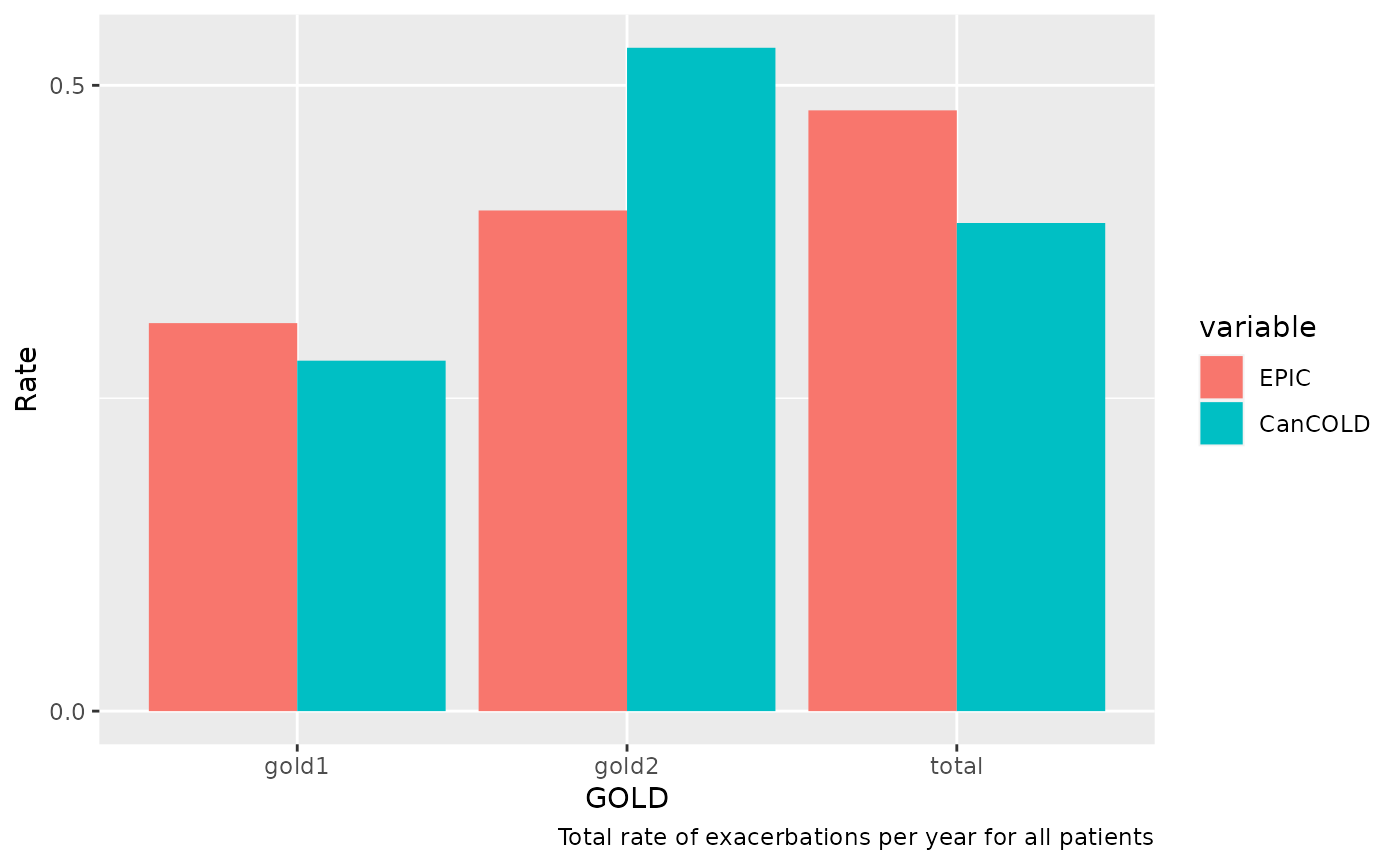 0.5
0.0
Rate
gold1
gold2
total
GOLD
Total rate of exacerbations per year for all patients
variable
EPIC
CanCOLD